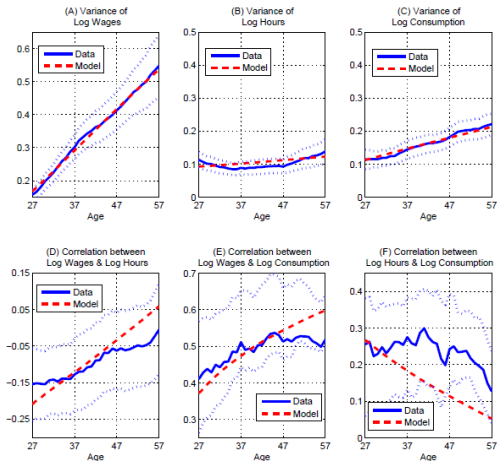 (A) Variance of
Log Wages
0.6
0.5
0.4
0.3
0.2
Data
Model
27 37 47 57
Age
(B) Variance of
Log Hours
0.5
0.4
0.3
0.2
0.1
0
Data
Model
27 37 47 57
Age
(C) Variance of
Log Consumption
0.5
0.4
0.3
0.2
0.1
0
Data
Model
27 37 47 57
Age
(D) Correlation between
Log Wages & Log Hours
0.15
0.05
−0.05
−0.15
−0.25
Data
Model
27 37 47 57
Age
(E) Correlation between
Log Wages & Log Consumption
0.7
0.6
0.5
0.4
0.3
Data
Model
27 37 47 57
Age
(F) Correlation between
Log Hours & Log Consumption
0.4
0.3
0.2
0.1
0
Data
Model
27 37 47 57
Age